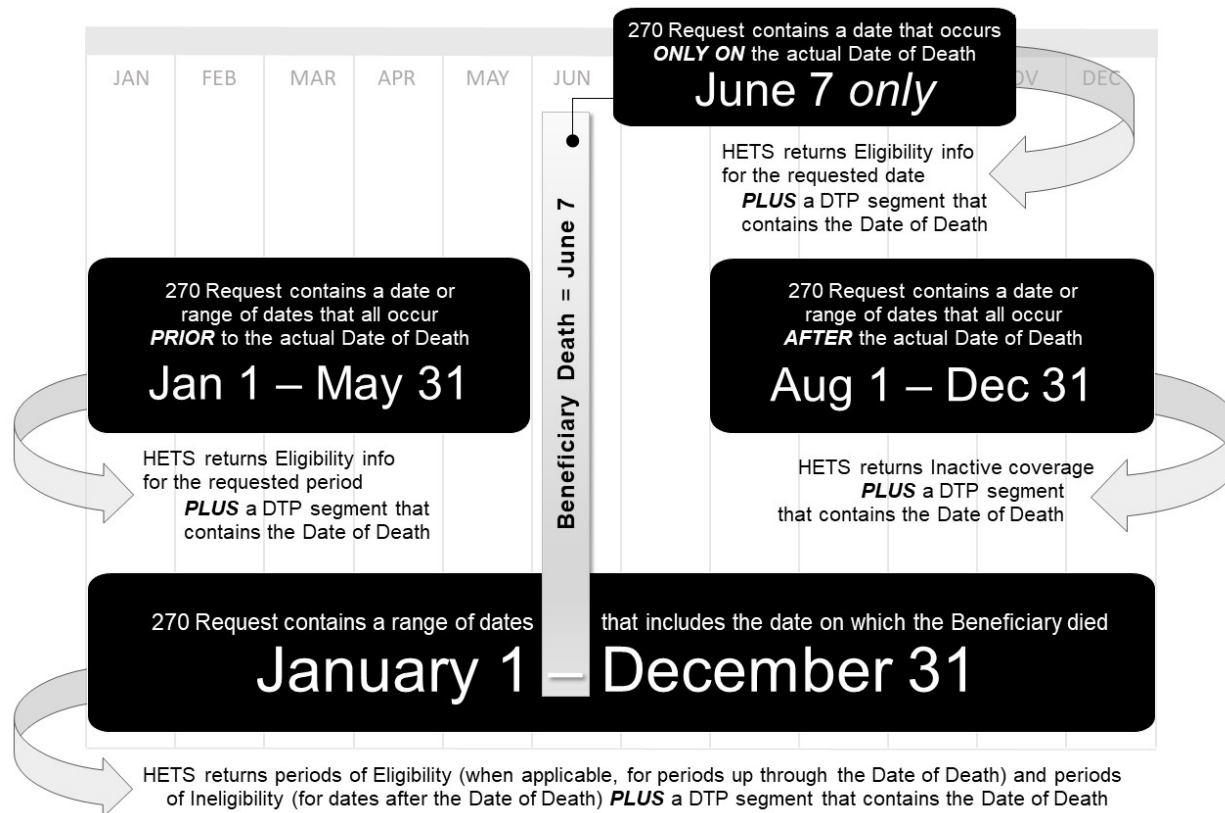 270 Request contains a date that occurs
ONLY ON the actual Date of Death
June 7 only
JAN FEB MAR APR MAY JUN OV DEC
HETS returns Eligibility info
for the requested date
PLUS a DTP segment that
contains the Date of Death
Beneficiary Death = June 7
270 Request contains a date or
range of dates that all occur
PRIOR to the actual Date of Death
Jan 1 – May 31
HETS returns Eligibility info
for the requested period
PLUS a DTP segment that
contains the Date of Death
270 Request contains a date or
range of dates that all occur
AFTER the actual Date of Death
Aug 1 – Dec 31
HETS returns Inactive coverage
PLUS a DTP segment
that contains the Date of Death
270 Request contains a range of dates that includes the date on which the Beneficiary died
January 1 – December 31
HETS returns periods of Eligibility (when applicable, for periods up through the Date of Death) and periods
of Ineligibility (for dates after the Date of Death) PLUS a DTP segment that contains the Date of Death